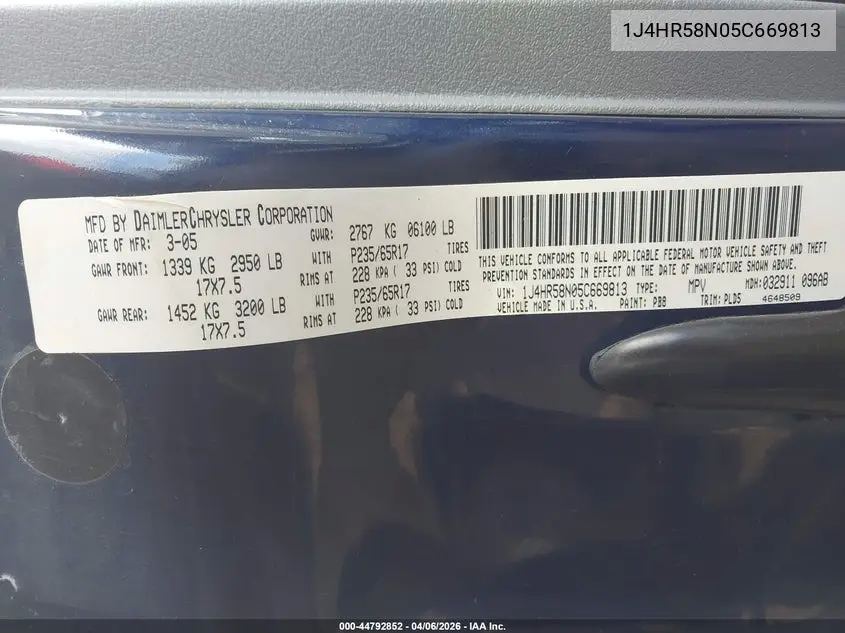 1J4HR58N05C669813
MFD BY DAIMLERCHRYSLER CORPORATION
DATE OF MFR: 3-05 GVWR: 2767 KG 06100 LB
GAWR FRONT: 1339 KG 2950 LB WITH P235/65R17 TIRES
17X7.5 RIMS AT 228 KPA ( 33 PSI) COLD
GAWR REAR: 1452 KG 3200 LB WITH P235/65R17 TIRES
17X7.5 RIMS AT 228 KPA ( 33 PSI) COLD
THIS VEHICLE CONFORMS TO ALL APPLICABLE FEDERAL MOTOR VEHICLE SAFETY AND THEFT
PREVENTION STANDARDS IN EFFECT ON THE DATE OF MANUFACTURE SHOWN ABOVE.
VIN: 1J4HR58N05C669813 TYPE: MPV MDH: 032911 096AB
VEHICLE MADE IN U.S.A. PAINT: PBB TRIM: PLD5 4648509
000-44792852 - 04/06/2026 - IAA Inc.